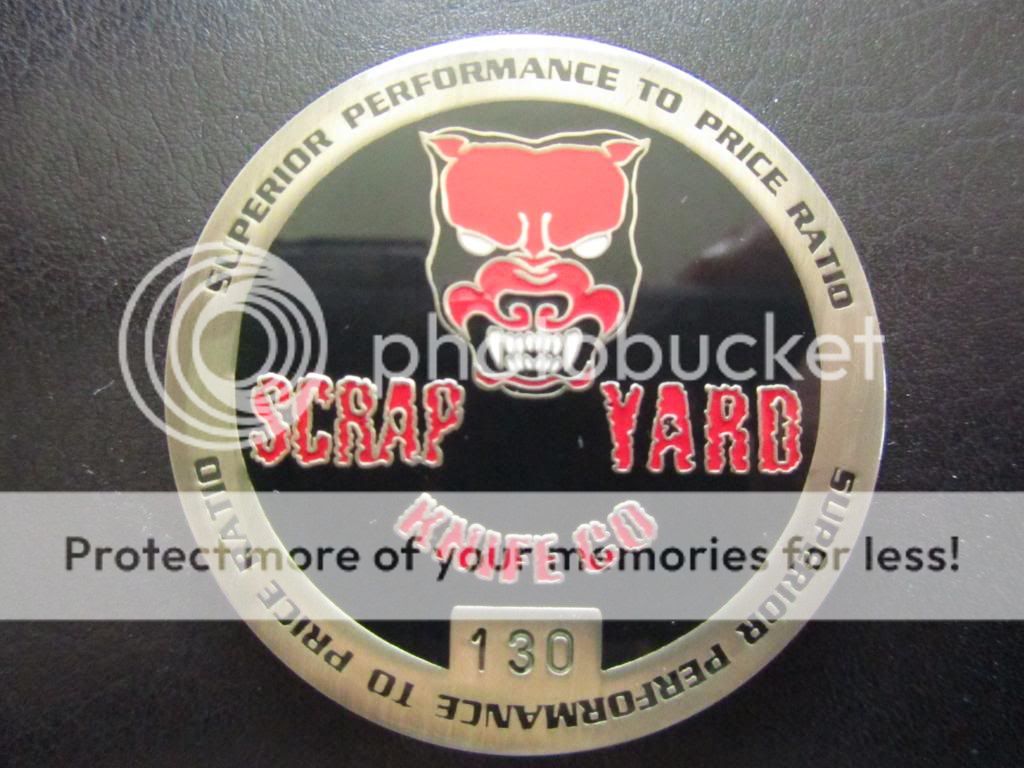 SUPERIOR PERFORMANCE TO PRICE RATIO
photobucket
SCRAP YARD
KNIFE CO
Protect more of your memories for less!
130
SUPERIOR PERFORMANCE TO PRICE RATIO